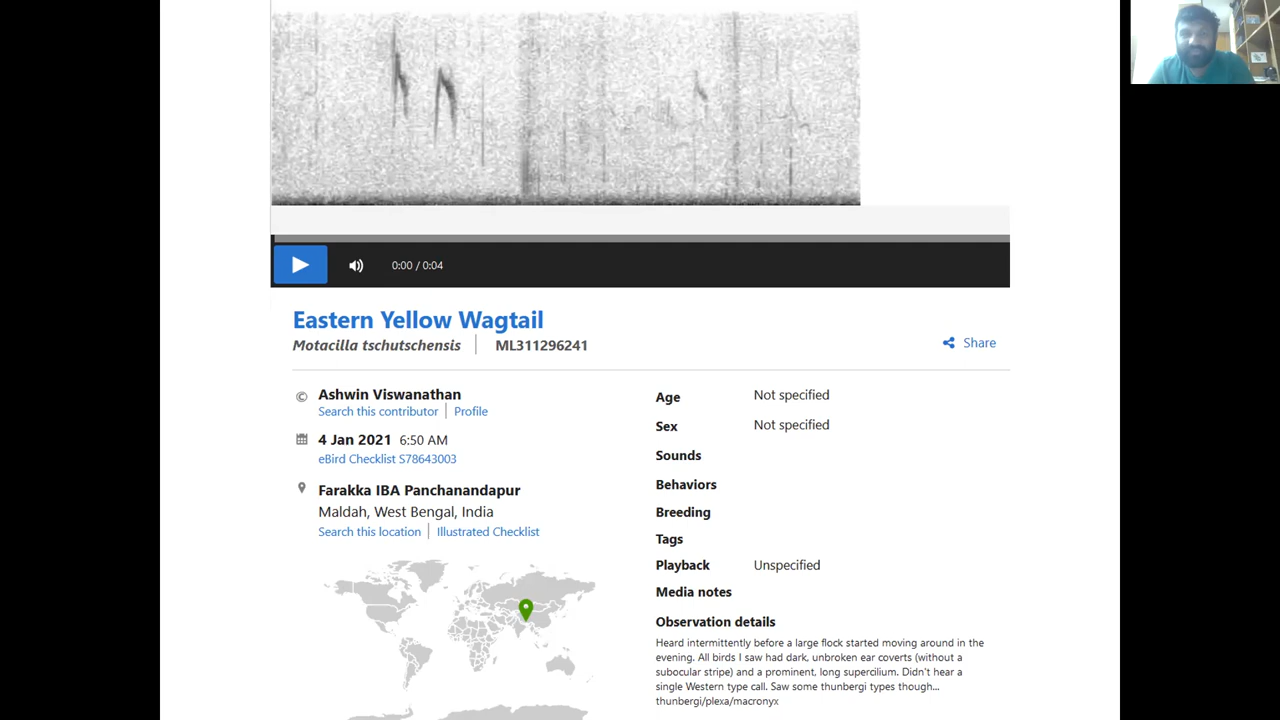 0:00 / 0:04
Eastern Yellow Wagtail
Motacilla tschutschensis | ML311296241
Share
© Ashwin Viswanathan
Search this contributor | Profile
4 Jan 2021 6:50 AM
eBird Checklist S78643003
Farakka IBA Panchanandapur
Maldah, West Bengal, India
Search this location | Illustrated Checklist
Age Not specified
Sex Not specified
Sounds
Behaviors
Breeding
Tags
Playback Unspecified
Media notes
Observation details
Heard intermittently before a large flock started moving around in the
evening. All birds I saw had dark, unbroken ear coverts (without a
subocular stripe) and a prominent, long supercilium. Didn't hear a
single Western type call. Saw some thunbergi types though...
thunbergi/plexa/macronyx